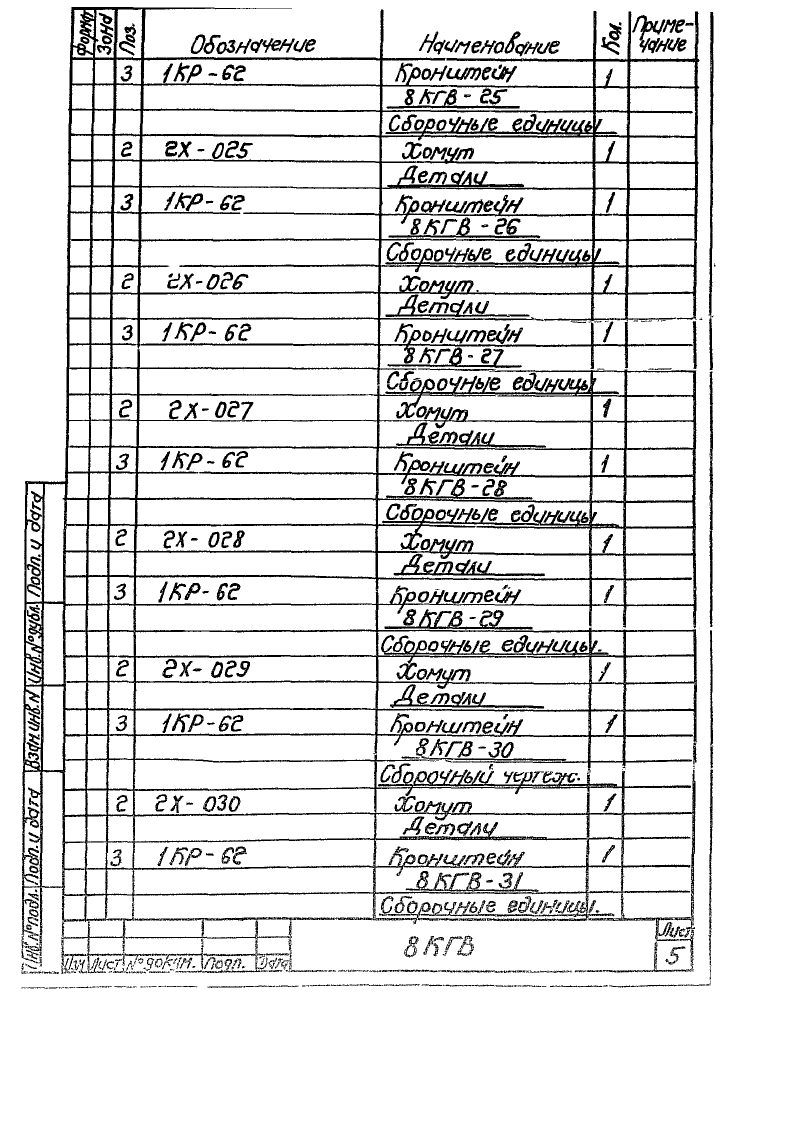 Формат Зона Поз. Обозначение Наименование Кол. Приме-
чание
3 1КР-62 Кронштейн 1
8КГВ-25
Сборочные единицы
2 2Х-025 Хомут 1
Детали
3 1КР-62 Кронштейн 1
8КГВ-26
Сборочные единицы
2 2Х-026 Хомут. 1
Детали
3 1КР-62 Кронштейн 1
8КГВ-27
Сборочные единицы
2 2Х-027 Хомут 1
Детали
3 1КР-62 Кронштейн 1
8КГВ-28
Сборочные единицы
2 2Х-028 Хомут 1
Детали
3 1КР-62 Кронштейн 1
8КГВ-29
Сборочные единицы.
2 2Х-029 Хомут 1
Детали
3 1КР-62 Кронштейн 1
8КГВ-30
Сборочный чертеж.
2 2Х-030 Хомут 1
Детали
3 1КР-62 Кронштейн 1
8КГВ-31
Сборочные единицы.
Изм Лист №докум. Подп. Дата
8КГВ
Лист
5
Инв.№подл. Подп. и дата Взам инв.N Инв.№дубл. Подп. и дата